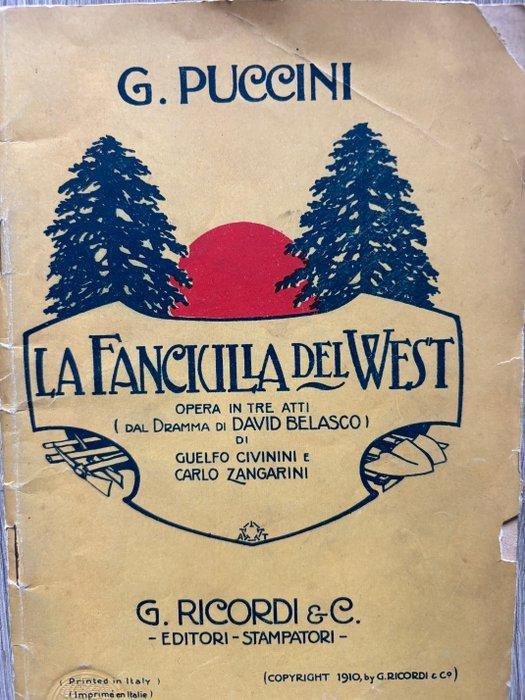 G. PUCCINI
LA FANCIULLA DEL WEST
OPERA IN TRE ATTI
( DAL DRAMMA DI DAVID BELASCO )
DI
GUELFO CIVININI E
CARLO ZANGARINI
G. RICORDI & C.
- EDITORI - STAMPATORI -
( Printed in Italy )
(COPYRIGHT 1910, by G. RICORDI & Co)
( Imprimé en Italie )